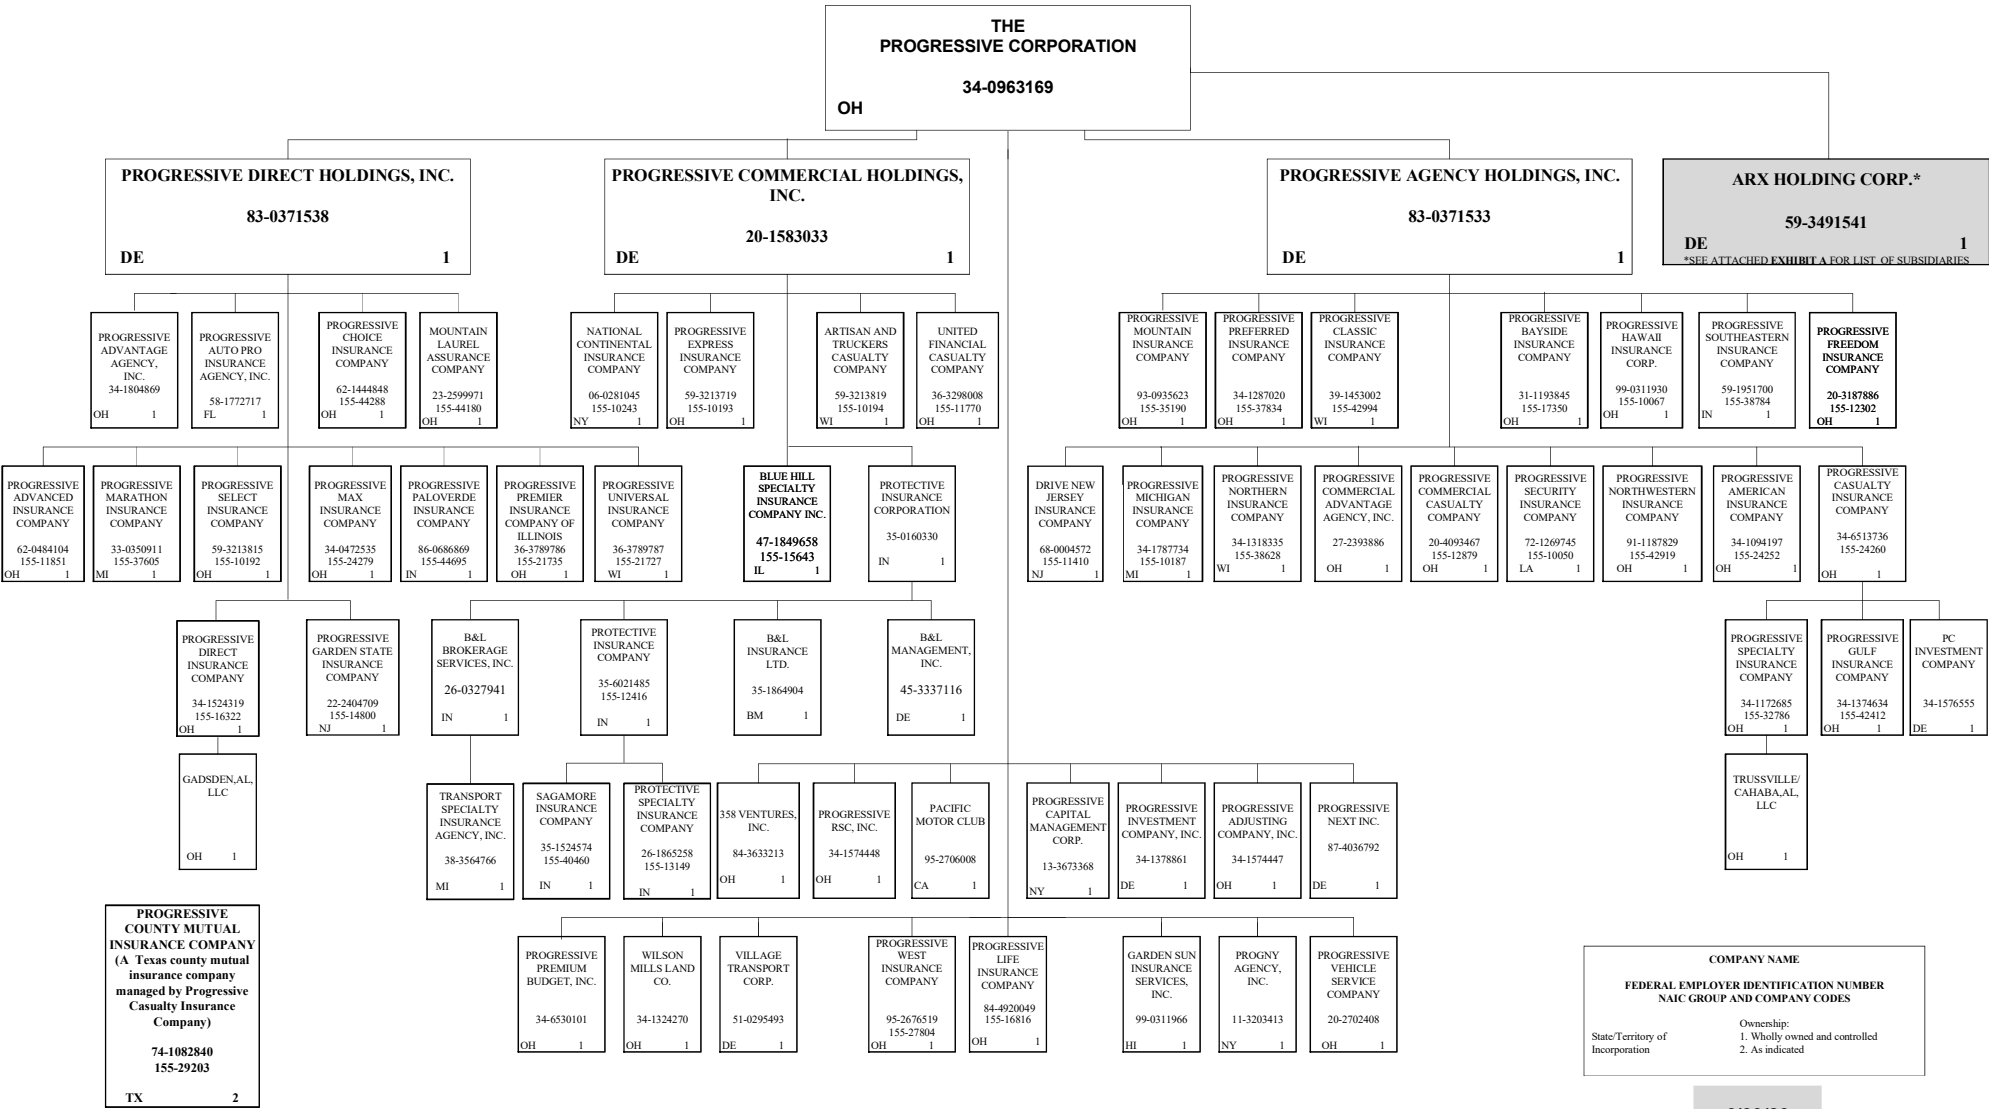 THE
PROGRESSIVE CORPORATION
34-0963169
OH
PROGRESSIVE DIRECT HOLDINGS, INC.
83-0371538
DE 1
PROGRESSIVE COMMERCIAL HOLDINGS,
INC.
20-1583033
DE 1
PROGRESSIVE AGENCY HOLDINGS, INC.
83-0371533
DE 1
ARX HOLDING CORP.*
59-3491541
DE 1
*SEE ATTACHED EXHIBIT A FOR LIST OF SUBSIDIARIES
PROGRESSIVE
ADVANTAGE
AGENCY,
INC.
34-1804869
OH 1
PROGRESSIVE
AUTO PRO
INSURANCE
AGENCY, INC.
58-1772717
FL 1
PROGRESSIVE
CHOICE
INSURANCE
COMPANY
62-1444848
155-44288
OH 1
MOUNTAIN
LAUREL
ASSURANCE
COMPANY
23-2599971
155-44180
OH 1
NATIONAL
CONTINENTAL
INSURANCE
COMPANY
06-0281045
155-10243
NY 1
PROGRESSIVE
EXPRESS
INSURANCE
COMPANY
59-3213719
155-10193
OH 1
ARTISAN AND
TRUCKERS
CASUALTY
COMPANY
59-3213819
155-10194
WI 1
UNITED
FINANCIAL
CASUALTY
COMPANY
36-3298008
155-11770
OH 1
PROGRESSIVE
MOUNTAIN
INSURANCE
COMPANY
93-0935623
155-35190
OH 1
PROGRESSIVE
PREFERRED
INSURANCE
COMPANY
34-1287020
155-37834
OH 1
PROGRESSIVE
CLASSIC
INSURANCE
COMPANY
39-1453002
155-42994
WI 1
PROGRESSIVE
BAYSIDE
INSURANCE
COMPANY
31-1193845
155-17350
OH 1
PROGRESSIVE
HAWAII
INSURANCE
CORP.
99-0311930
155-10067
OH 1
PROGRESSIVE
SOUTHEASTERN
INSURANCE
COMPANY
59-1951700
155-38784
IN 1
PROGRESSIVE
FREEDOM
INSURANCE
COMPANY
20-3187886
155-12302
OH 1
PROGRESSIVE
ADVANCED
INSURANCE
COMPANY
62-0484104
155-11851
OH 1
PROGRESSIVE
MARATHON
INSURANCE
COMPANY
33-0350911
155-37605
MI 1
PROGRESSIVE
SELECT
INSURANCE
COMPANY
59-3213815
155-10192
OH 1
PROGRESSIVE
MAX
INSURANCE
COMPANY
34-0472535
155-24279
OH 1
PROGRESSIVE
PALOVERDE
INSURANCE
COMPANY
86-0686869
155-44695
IN 1
PROGRESSIVE
PREMIER
INSURANCE
COMPANY OF
ILLINOIS
36-3789786
155-21735
OH 1
PROGRESSIVE
UNIVERSAL
INSURANCE
COMPANY
36-3789787
155-21727
WI 1
BLUE HILL
SPECIALTY
INSURANCE
COMPANY INC.
47-1849658
155-15643
IL 1
PROTECTIVE
INSURANCE
CORPORATION
35-0160330
IN 1
DRIVE NEW
JERSEY
INSURANCE
COMPANY
68-0004572
155-11410
NJ 1
PROGRESSIVE
MICHIGAN
INSURANCE
COMPANY
34-1787734
155-10187
MI 1
PROGRESSIVE
NORTHERN
INSURANCE
COMPANY
34-1318335
155-38628
WI 1
PROGRESSIVE
COMMERCIAL
ADVANTAGE
AGENCY, INC.
27-2393886
OH 1
PROGRESSIVE
COMMERCIAL
CASUALTY
COMPANY
20-4093467
155-12879
OH 1
PROGRESSIVE
SECURITY
INSURANCE
COMPANY
72-1269745
155-10050
LA 1
PROGRESSIVE
NORTHWESTERN
INSURANCE
COMPANY
91-1187829
155-42919
OH 1
PROGRESSIVE
AMERICAN
INSURANCE
COMPANY
34-1094197
155-24252
OH 1
PROGRESSIVE
CASUALTY
INSURANCE
COMPANY
34-6513736
155-24260
OH 1
PROGRESSIVE
DIRECT
INSURANCE
COMPANY
34-1524319
155-16322
OH 1
PROGRESSIVE
GARDEN STATE
INSURANCE
COMPANY
22-2404709
155-14800
NJ 1
B&L
BROKERAGE
SERVICES, INC.
26-0327941
IN 1
PROTECTIVE
INSURANCE
COMPANY
35-6021485
155-12416
IN 1
B&L
INSURANCE
LTD.
35-1864904
BM 1
B&L
MANAGEMENT,
INC.
45-3337116
DE 1
PROGRESSIVE
SPECIALTY
INSURANCE
COMPANY
34-1172685
155-32786
OH 1
PROGRESSIVE
GULF
INSURANCE
COMPANY
34-1374634
155-42412
OH 1
PC
INVESTMENT
COMPANY
34-1576555
DE 1
GADSDEN,AL,
LLC
OH 1
TRANSPORT
SPECIALTY
INSURANCE
AGENCY, INC.
38-3564766
MI 1
SAGAMORE
INSURANCE
COMPANY
35-1524574
155-40460
IN 1
PROTECTIVE
SPECIALTY
INSURANCE
COMPANY
26-1865258
155-13149
IN 1
358 VENTURES,
INC.
84-3633213
OH 1
PROGRESSIVE
RSC, INC.
34-1574448
OH 1
PACIFIC
MOTOR CLUB
95-2706008
CA 1
PROGRESSIVE
CAPITAL
MANAGEMENT
CORP.
13-3673368
NY 1
PROGRESSIVE
INVESTMENT
COMPANY, INC.
34-1378861
DE 1
PROGRESSIVE
ADJUSTING
COMPANY, INC.
34-1574447
OH 1
PROGRESSIVE
NEXT INC.
87-4036792
DE 1
TRUSSVILLE/
CAHABA,AL,
LLC
OH 1
PROGRESSIVE
COUNTY MUTUAL
INSURANCE COMPANY
(A Texas county mutual
insurance company
managed by Progressive
Casualty Insurance
Company)
74-1082840
155-29203
TX 2
PROGRESSIVE
PREMIUM
BUDGET, INC.
34-6530101
OH 1
WILSON
MILLS LAND
CO.
34-1324270
OH 1
VILLAGE
TRANSPORT
CORP.
51-0295493
DE 1
PROGRESSIVE
WEST
INSURANCE
COMPANY
95-2676519
155-27804
OH 1
PROGRESSIVE
LIFE
INSURANCE
COMPANY
84-4920049
155-16816
OH 1
GARDEN SUN
INSURANCE
SERVICES,
INC.
99-0311966
HI 1
PROGNY
AGENCY,
INC.
11-3203413
NY 1
PROGRESSIVE
VEHICLE
SERVICE
COMPANY
20-2702408
OH 1
COMPANY NAME
FEDERAL EMPLOYER IDENTIFICATION NUMBER
NAIC GROUP AND COMPANY CODES
Ownership:
State/Territory of 1. Wholly owned and controlled
Incorporation 2. As indicated